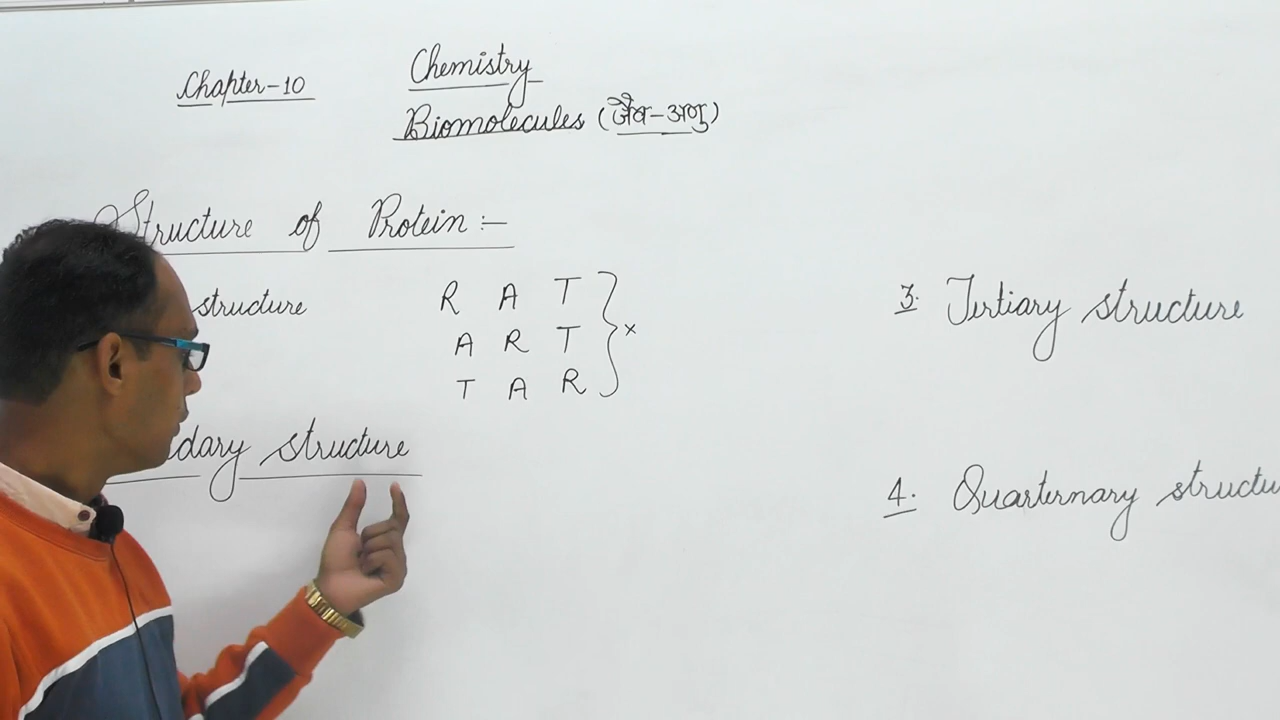 Chapter-10
Chemistry
Biomolecules (जैव-अणु)
Structure of Protein :-
structure
R A T
A R T
T A R
} x
dary structure
3. Tertiary structure
4. Quarternary structu